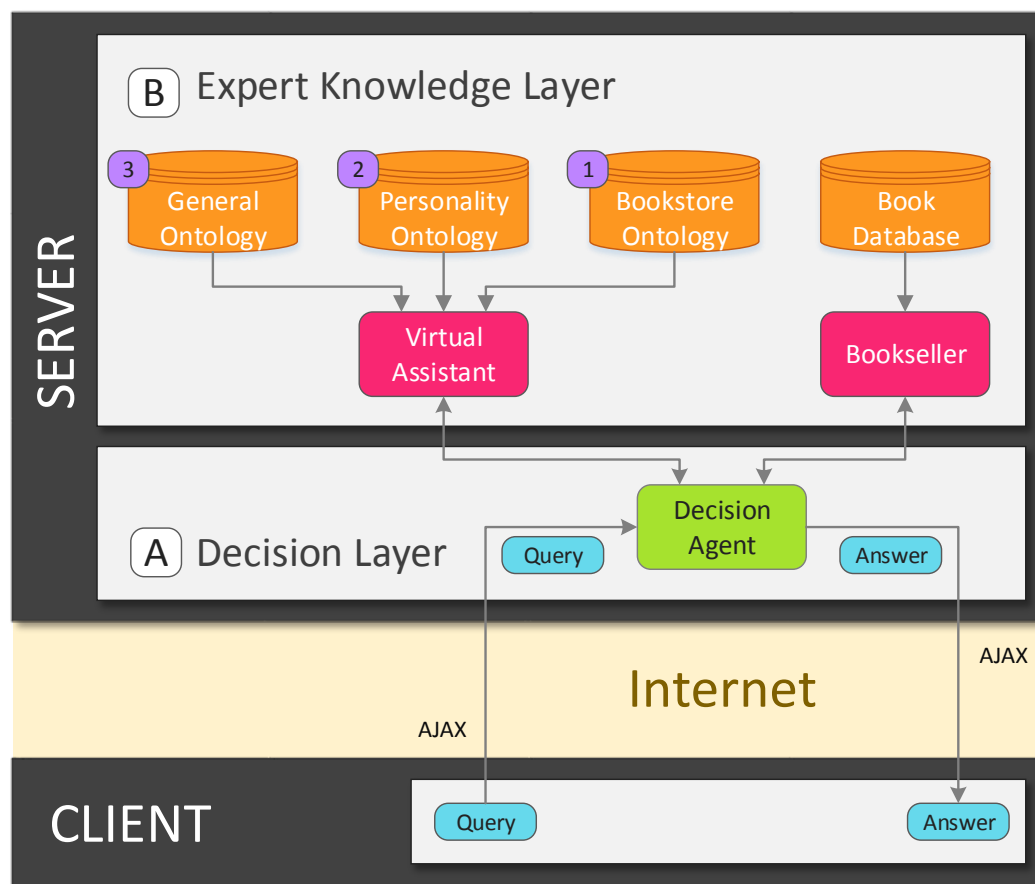 SERVER
B Expert Knowledge Layer
3
General
Ontology
2
Personality
Ontology
1
Bookstore
Ontology
Book
Database
Virtual
Assistant
Bookseller
A Decision Layer
Query
Decision
Agent
Answer
Internet
AJAX
AJAX
CLIENT
Query
Answer